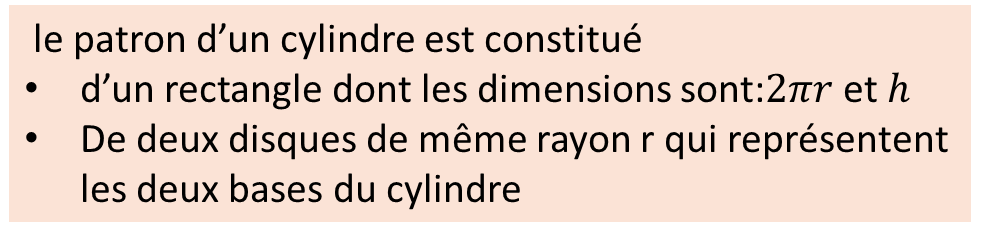 le patron d’un cylindre est constitué
• d’un rectangle dont les dimensions sont:2𝜋𝑟 et ℎ
• De deux disques de même rayon r qui représentent
les deux bases du cylindre